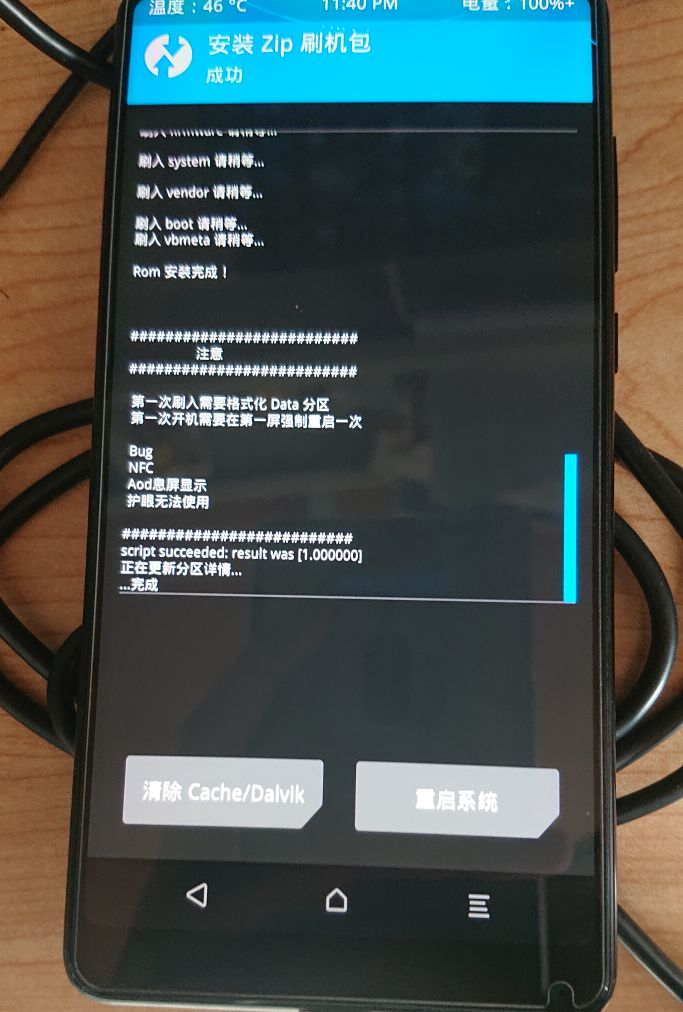 温度：46 °C 11:40 PM 电量：100%+
安装 Zip 刷机包
成功
刷入 firmware 请稍等...
刷入 system 请稍等...
刷入 vendor 请稍等...
刷入 boot 请稍等...
刷入 vbmeta 请稍等...
Rom 安装完成！
##########################
注意
##########################
第一次刷入需要格式化 Data 分区
第一次开机需要在第一屏强制重启一次
Bug
NFC
Aod息屏显示
护眼无法使用
##########################
script succeeded: result was [1.000000]
正在更新分区详情...
...完成
清除 Cache/Dalvik
重启系统